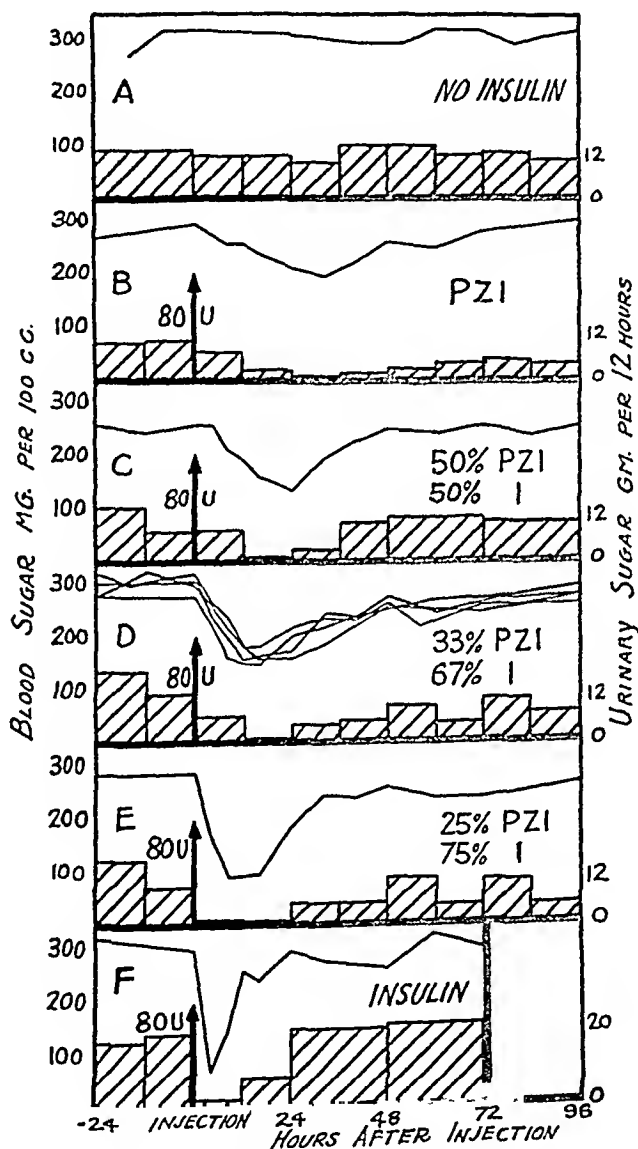 BLOOD SUGAR MG. PER 100 CC.
URINARY SUGAR GM. PER 12 HOURS
300
200
100
A
NO INSULIN
12
0
300
200
100
B
80 U
PZI
12
0
300
200
100
C
80 U
50% PZI
50% I
12
0
300
200
100
D
80 U
33% PZI
67% I
12
0
300
200
100
E
80U
25% PZI
75% I
12
0
300
200
100
F
80U
INSULIN
20
0
-24 INJECTION 24 48 72 96
HOURS AFTER INJECTION